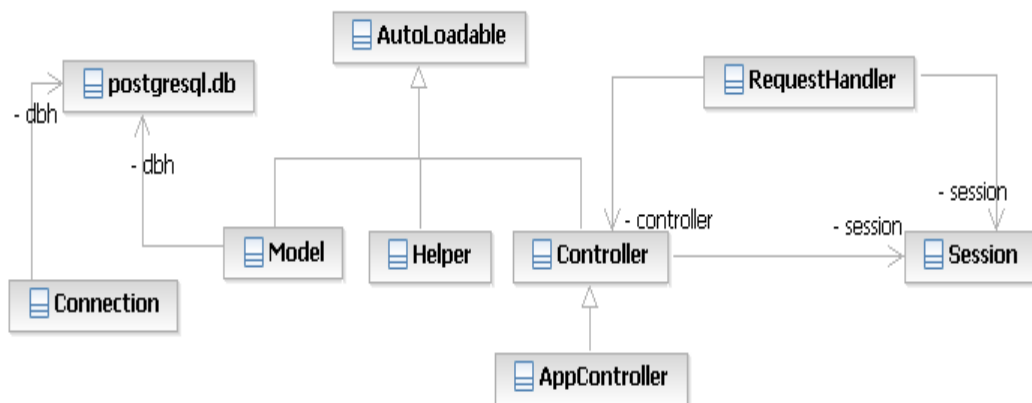 AutoLoadable
postgresql.db
RequestHandler
- dbh
- dbh
- session
- controller
- session
Model
Helper
Controller
Session
Connection
AppController